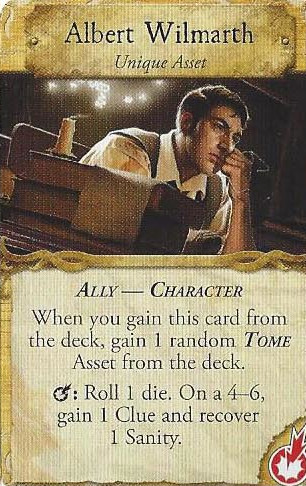 Albert Wilmarth
Unique Asset
ALLY — CHARACTER
When you gain this card from
the deck, gain 1 random TOME
Asset from the deck.
: Roll 1 die. On a 4–6,
gain 1 Clue and recover
1 Sanity.